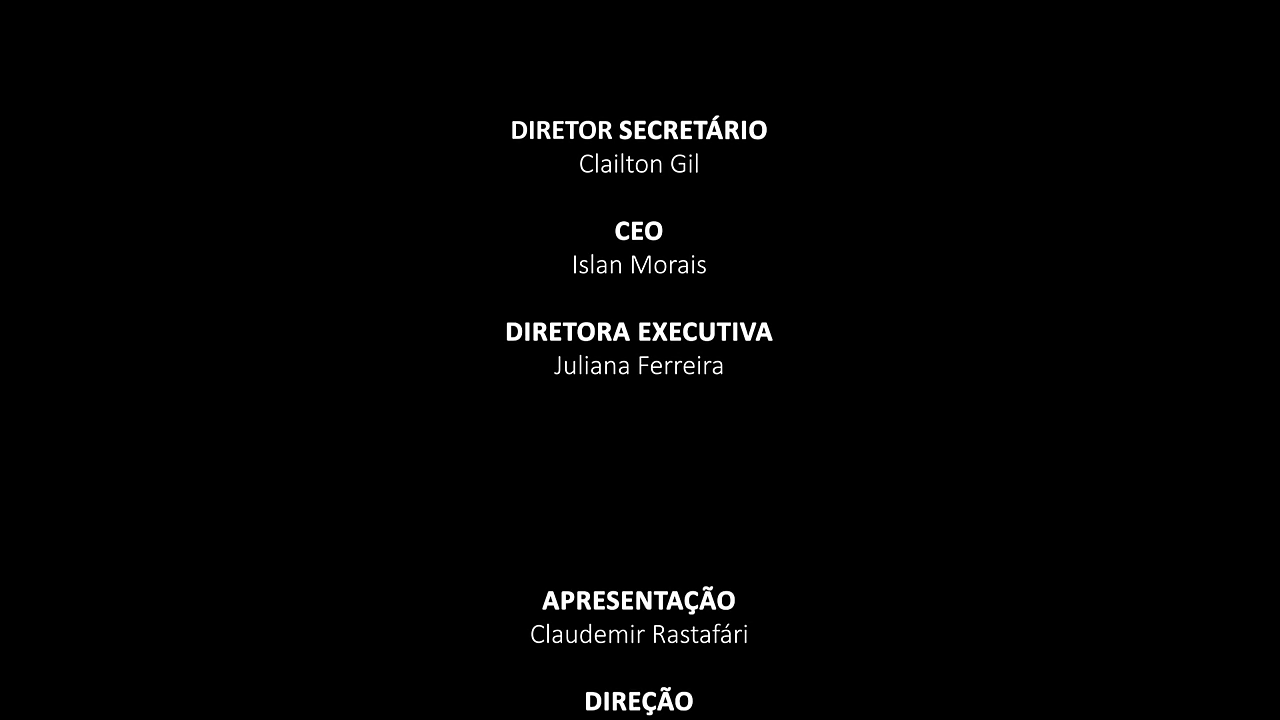 DIRETOR SECRETÁRIO
Clailton Gil
CEO
Islan Morais
DIRETORA EXECUTIVA
Juliana Ferreira
APRESENTAÇÃO
Claudemir Rastafári
DIREÇÃO